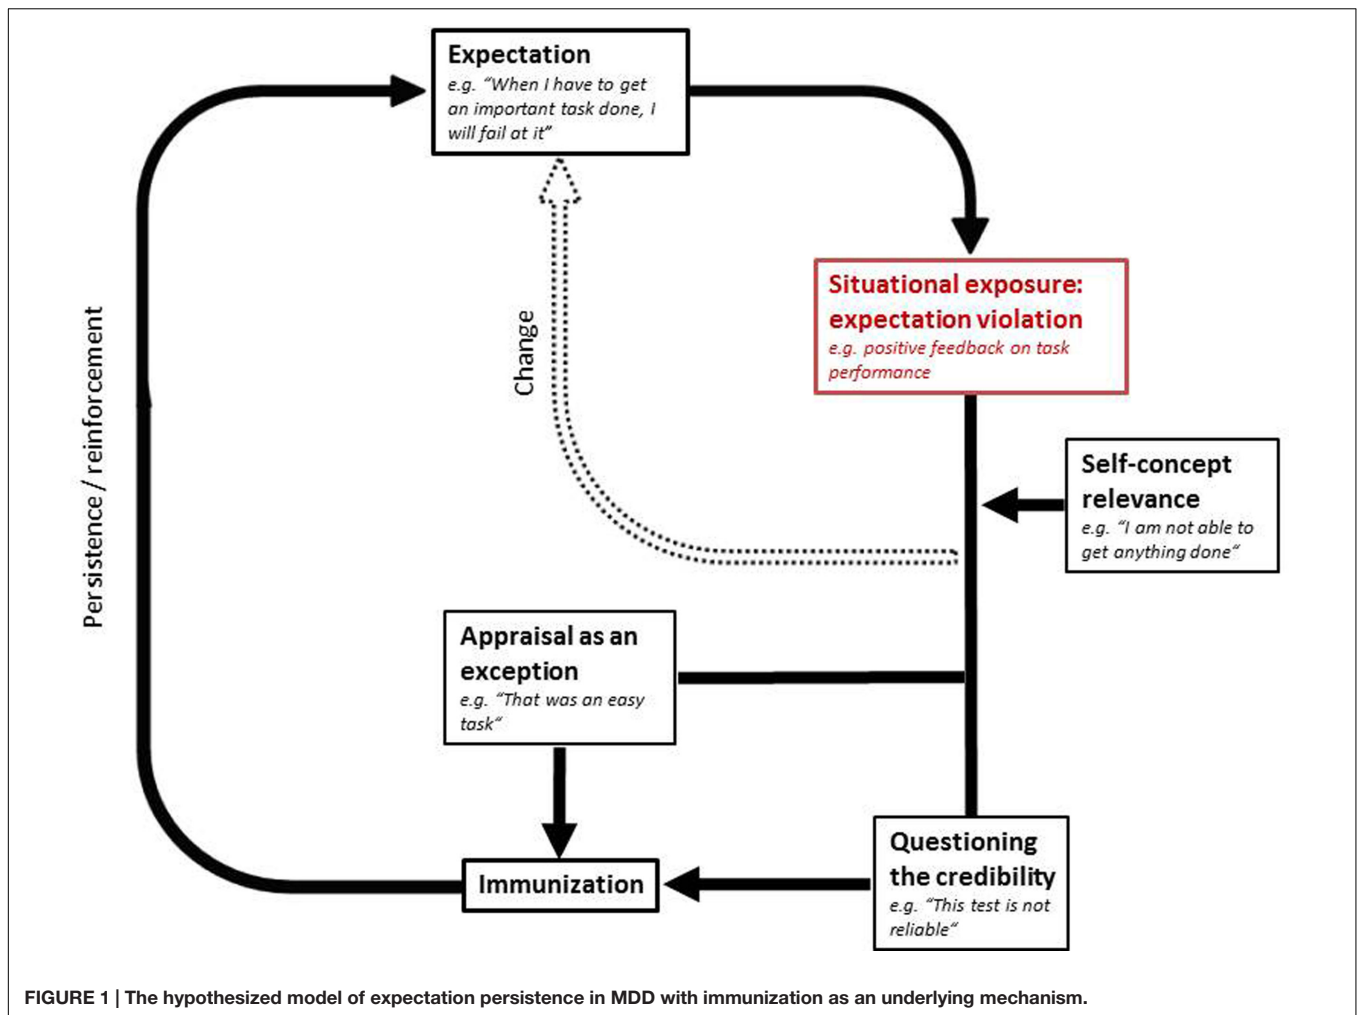 Expectation
e.g. “When I have to get
an important task done, I
will fail at it”
Situational exposure:
expectation violation
e.g. positive feedback on task
performance
Change
Persistence / reinforcement
Self-concept
relevance
e.g. “I am not able to
get anything done“
Appraisal as an
exception
e.g. “That was an easy
task“
Questioning
the credibility
e.g. “This test is not
reliable“
Immunization
FIGURE 1 | The hypothesized model of expectation persistence in MDD with immunization as an underlying mechanism.